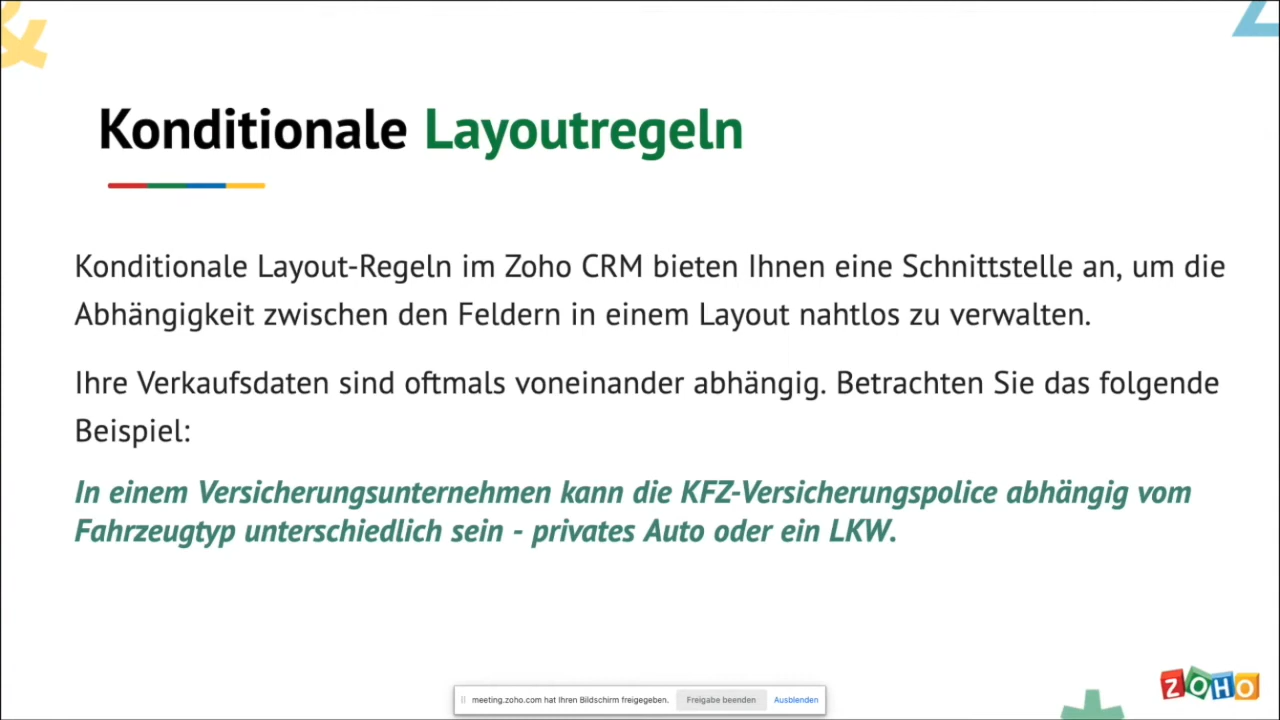 &
Konditionale Layoutregeln
Konditionale Layout-Regeln im Zoho CRM bieten Ihnen eine Schnittstelle an, um die
Abhängigkeit zwischen den Feldern in einem Layout nahtlos zu verwalten.
Ihre Verkaufsdaten sind oftmals voneinander abhängig. Betrachten Sie das folgende
Beispiel:
In einem Versicherungsunternehmen kann die KFZ-Versicherungspolice abhängig vom
Fahrzeugtyp unterschiedlich sein - privates Auto oder ein LKW.
meeting.zoho.com hat Ihren Bildschirm freigegeben. Freigabe beenden Ausblenden
ZOHO